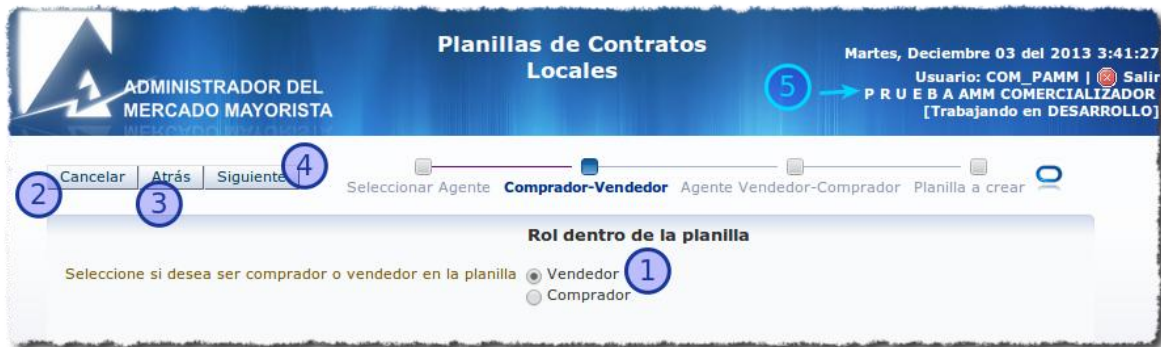 Planillas de Contratos
Locales
ADMINISTRADOR DEL
MERCADO MAYORISTA
Martes, Deciembre 03 del 2013 3:41:27
Usuario: COM_PAMM | Salir
5
P R U E B A AMM COMERCIALIZADOR
[Trabajando en DESARROLLO]
2
Cancelar Atrás Siguiente
3
4
Seleccionar Agente Comprador-Vendedor Agente Vendedor-Comprador Planilla a crear
Rol dentro de la planilla
Seleccione si desea ser comprador o vendedor en la planilla Vendedor
1
Comprador